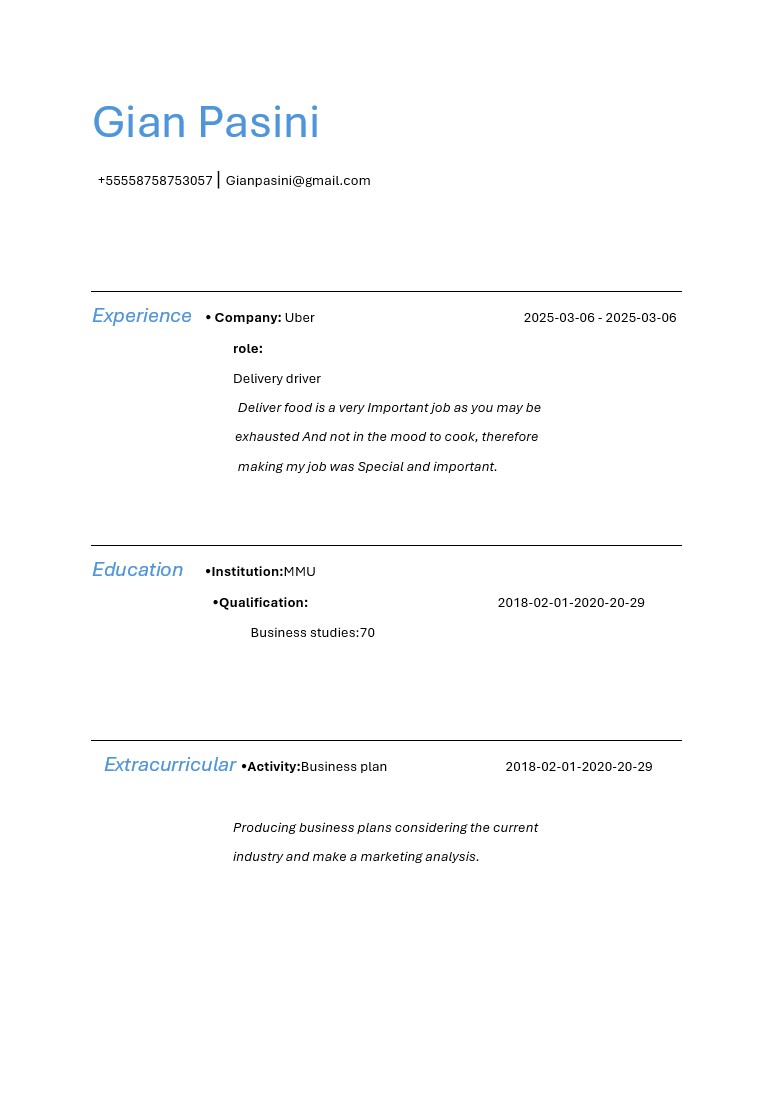 Gian Pasini
+55558758753057 | Gianpasini@gmail.com
Experience • Company: Uber 2025-03-06 - 2025-03-06
role:
Delivery driver
Deliver food is a very Important job as you may be
exhausted And not in the mood to cook, therefore
making my job was Special and important.
Education •Institution:MMU
•Qualification: 2018-02-01-2020-20-29
Business studies:70
Extracurricular •Activity:Business plan 2018-02-01-2020-20-29
Producing business plans considering the current
industry and make a marketing analysis.